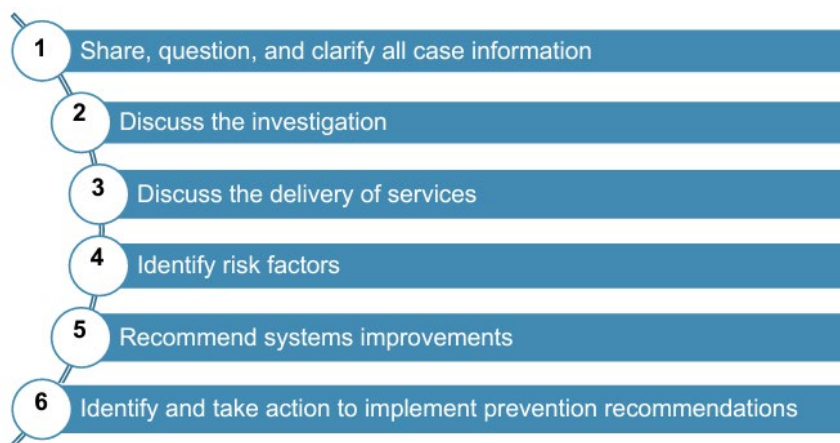 1 Share, question, and clarify all case information
2 Discuss the investigation
3 Discuss the delivery of services
4 Identify risk factors
5 Recommend systems improvements
6 Identify and take action to implement prevention recommendations